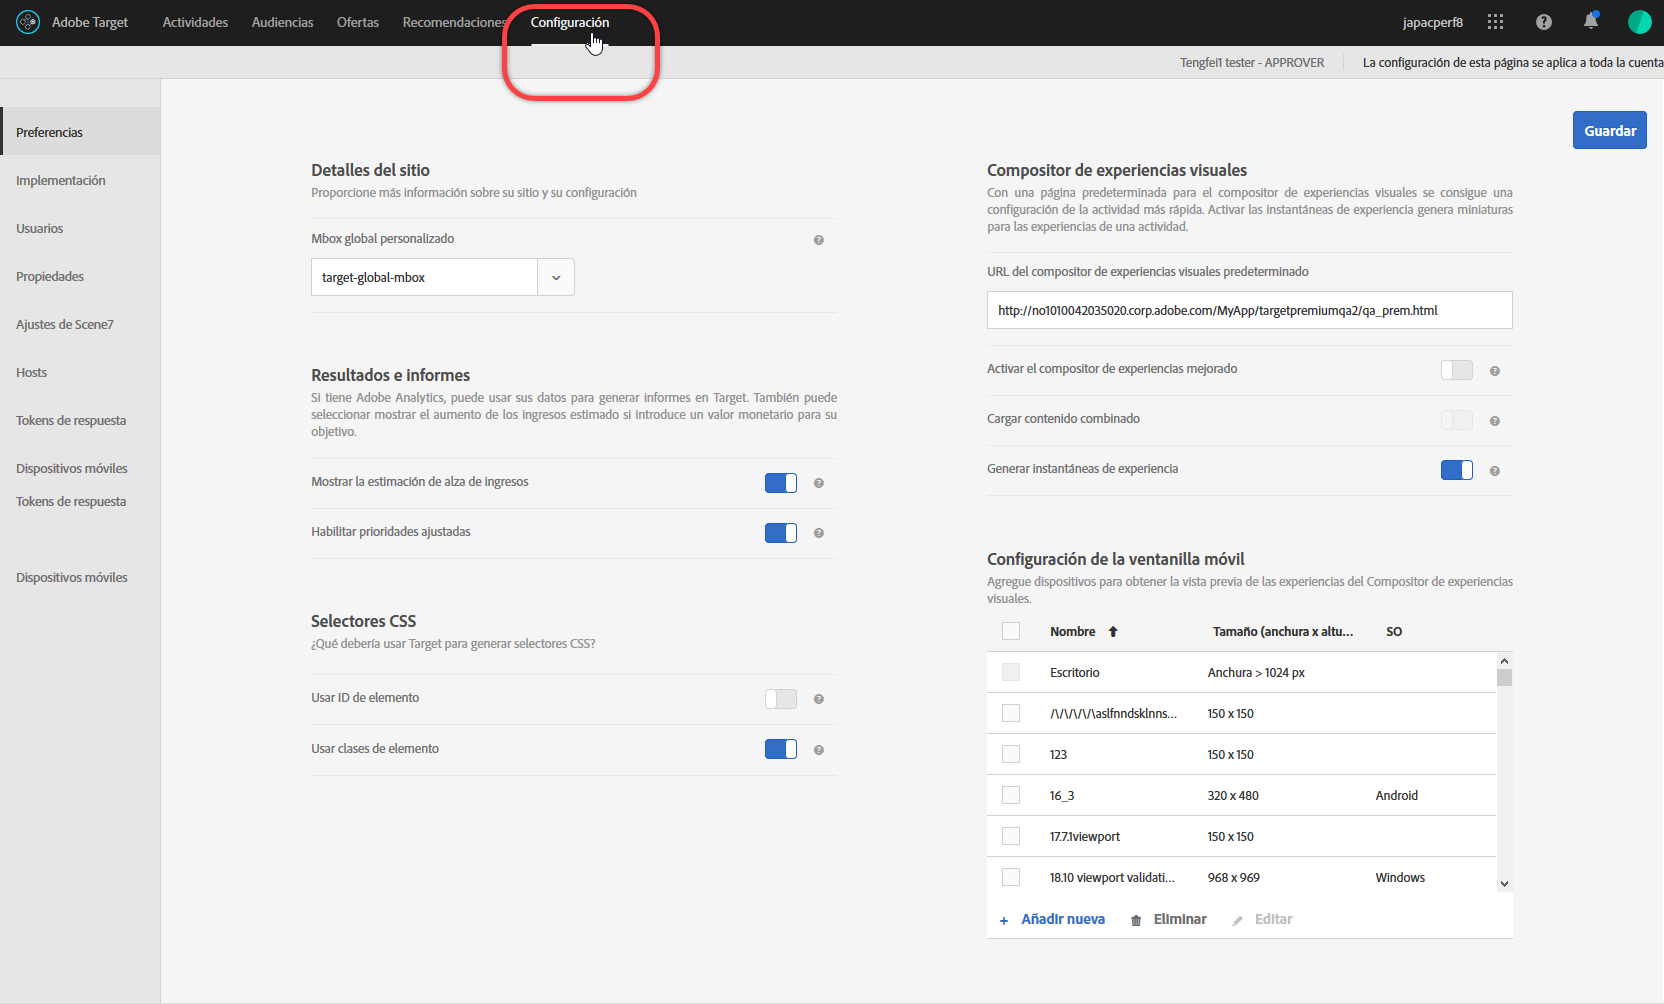 Adobe Target
Actividades
Audiencias
Ofertas
Recomendaciones
Configuración
japacperf8
Tengfei1 tester - APPROVER
La configuración de esta página se aplica a toda la cuenta
Preferencias
Implementación
Usuarios
Propiedades
Ajustes de Scene7
Hosts
Tokens de respuesta
Dispositivos móviles
Tokens de respuesta
Dispositivos móviles
Guardar
Detalles del sitio
Proporcione más información sobre su sitio y su configuración
Mbox global personalizado
target-global-mbox
Resultados e informes
Si tiene Adobe Analytics, puede usar sus datos para generar informes en Target. También puede
seleccionar mostrar el aumento de los ingresos estimado si introduce un valor monetario para su
objetivo.
Mostrar la estimación de alza de ingresos
Habilitar prioridades ajustadas
Selectores CSS
¿Qué debería usar Target para generar selectores CSS?
Usar ID de elemento
Usar clases de elemento
Compositor de experiencias visuales
Con una página predeterminada para el compositor de experiencias visuales se consigue una
configuración de la actividad más rápida. Activar las instantáneas de experiencia genera miniaturas
para las experiencias de una actividad.
URL del compositor de experiencias visuales predeterminado
http://no1010042035020.corp.adobe.com/MyApp/targetpremiumqa2/qa_prem.html
Activar el compositor de experiencias mejorado
Cargar contenido combinado
Generar instantáneas de experiencia
Configuración de la ventanilla móvil
Agregue dispositivos para obtener la vista previa de las experiencias del Compositor de experiencias
visuales.
Nombre Tamaño (anchura x altu... SO
Escritorio Anchura > 1024 px
/\/\/\/\/\aslfnndsklnns... 150 x 150
123 150 x 150
16_3 320 x 480 Android
17.7.1viewport 150 x 150
18.10 viewport validati... 968 x 969 Windows
+ Añadir nueva Eliminar Editar